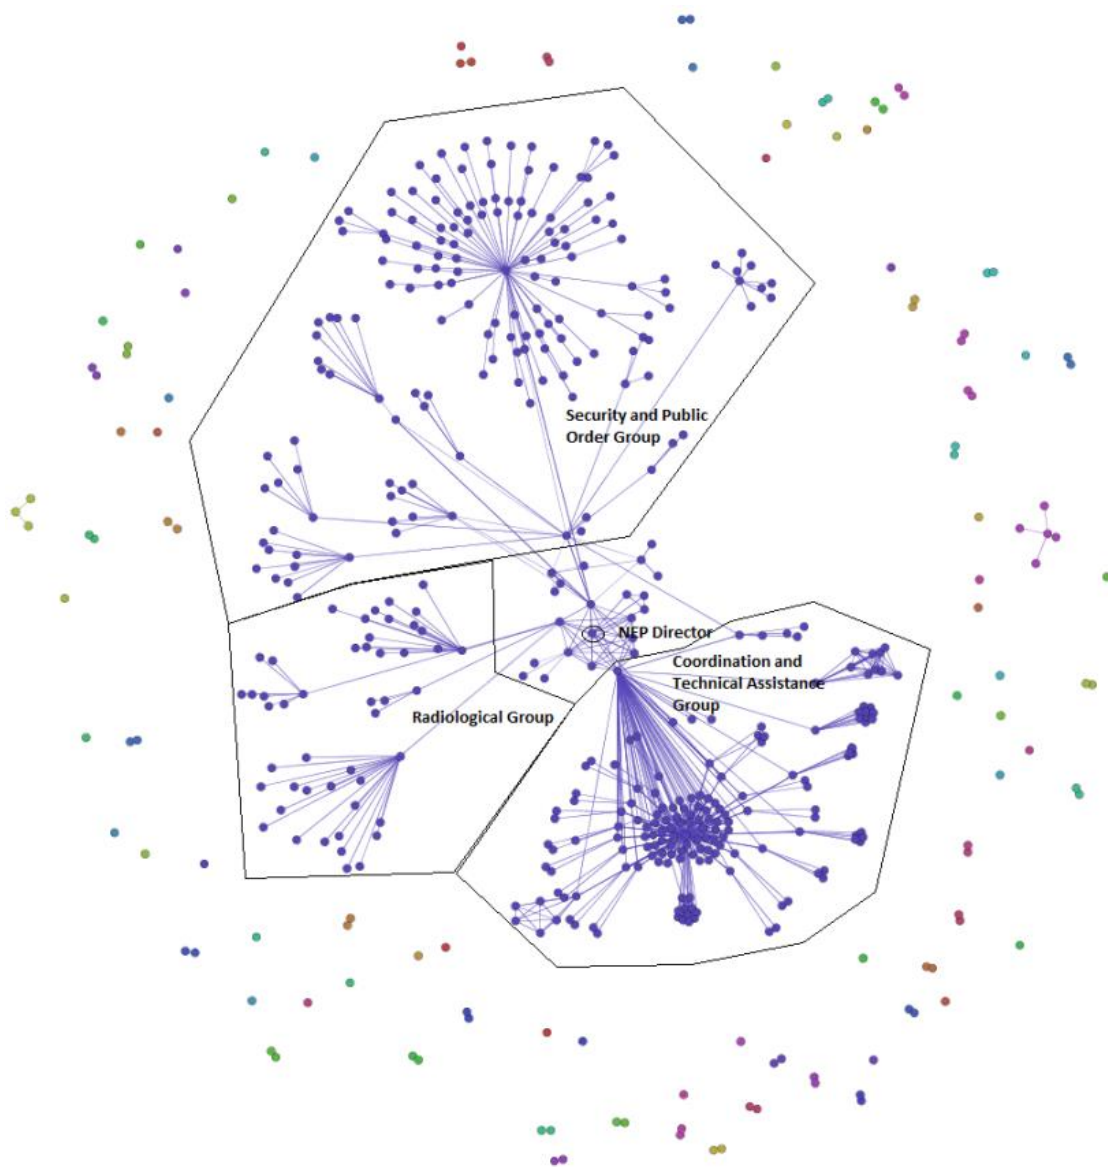 Security and Public
Order Group
NEP Director
Coordination and
Technical Assistance
Group
Radiological Group